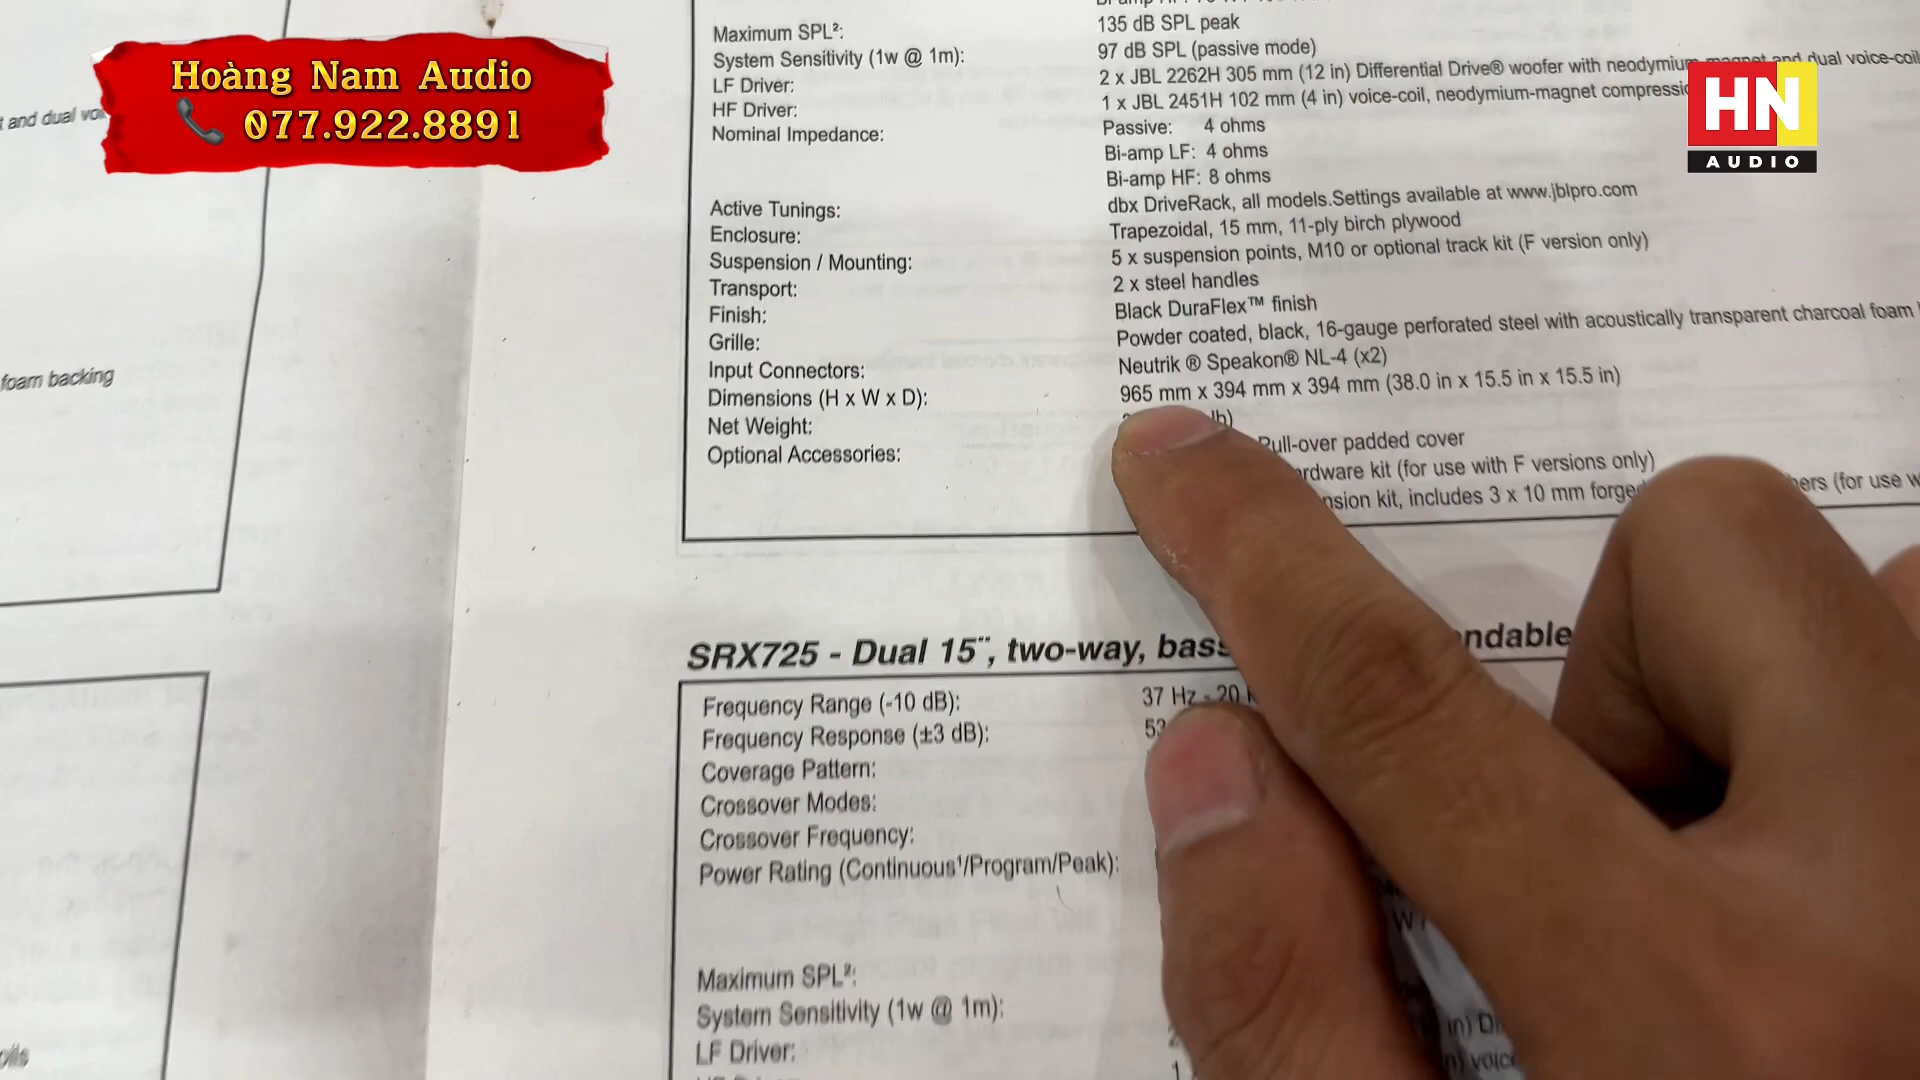 Hoàng Nam Audio
077.922.8891
HN
AUDIO
t and dual
foam backing
Maximum SPL²: 135 dB SPL peak
System Sensitivity (1w @ 1m): 97 dB SPL (passive mode)
LF Driver: 2 x JBL 2262H 305 mm (12 in) Differential Drive® woofer with neodymium magnet and dual voice-coil
HF Driver: 1 x JBL 2451H 102 mm (4 in) voice-coil, neodymium-magnet
Nominal Impedance: Passive: 4 ohms
Bi-amp LF: 4 ohms
Bi-amp HF: 8 ohms
Active Tunings: dbx DriveRack, all models.Settings available at www.jblpro.com
Enclosure: Trapezoidal, 15 mm, 11-ply birch plywood
Suspension / Mounting: 5 x suspension points, M10 or optional track kit (F version only)
Transport: 2 x steel handles
Finish: Black DuraFlex™ finish
Grille: Powder coated, black, 16-gauge perforated steel with acoustically transparent charcoal foam
Input Connectors: Neutrik ® Speakon® NL-4 (x2)
Dimensions (H x W x D): 965 mm x 394 mm x 394 mm (38.0 in x 15.5 in x 15.5 in)
Net Weight: lb)
Optional Accessories: Pull-over padded cover
kit (for use with F versions only)
kit, includes 3 x 10 mm (for use
SRX725 - Dual 15¨, two-way,
Frequency Range (-10 dB): 37 Hz - 20
Frequency Response (±3 dB): 53
Coverage Pattern:
Crossover Modes:
Crossover Frequency:
Power Rating (Continuous¹/Program/Peak):
Maximum SPL²:
System Sensitivity (1w @ 1m):
LF Driver: